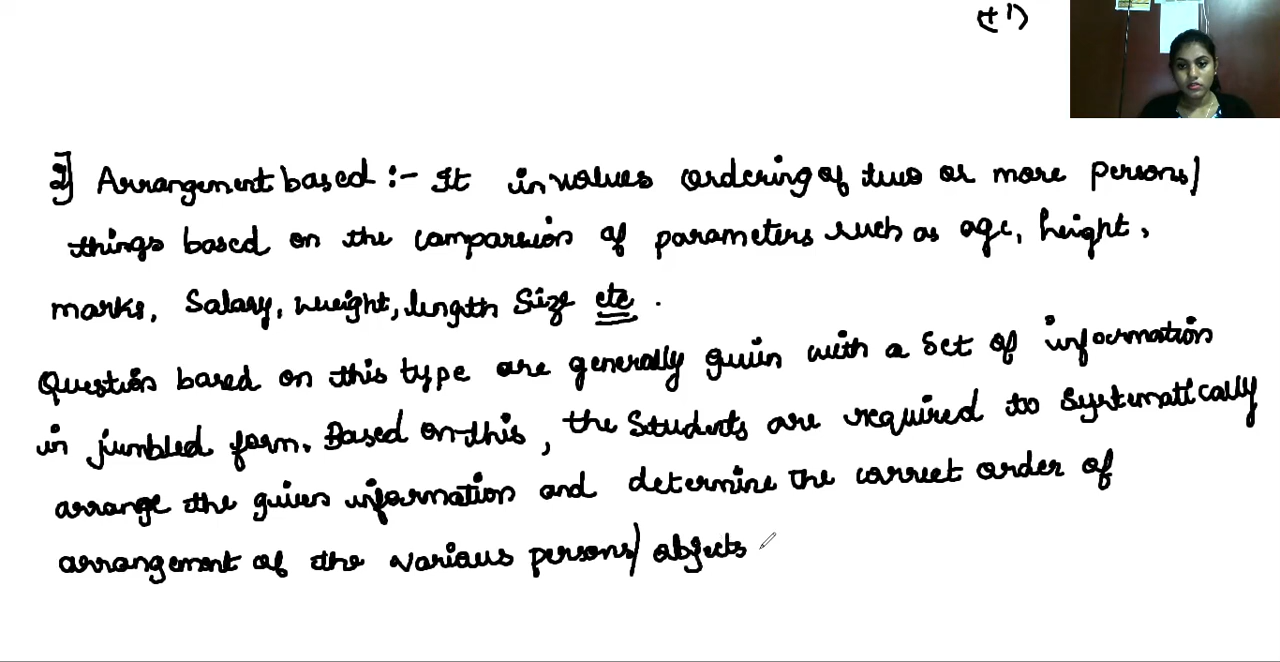 (+1)
2] Arrangement based :- It involves ordering of two or more persons/
things based on the comparsion of parameters such as age, height,
marks, Salary, weight, length Size etc.
Question based on this type are generally given with a Set of information
in jumbled form. Based on this, the Students are required to Systematically
arrange the given information and determine the correct order of
arrangement of the various persons/ objects